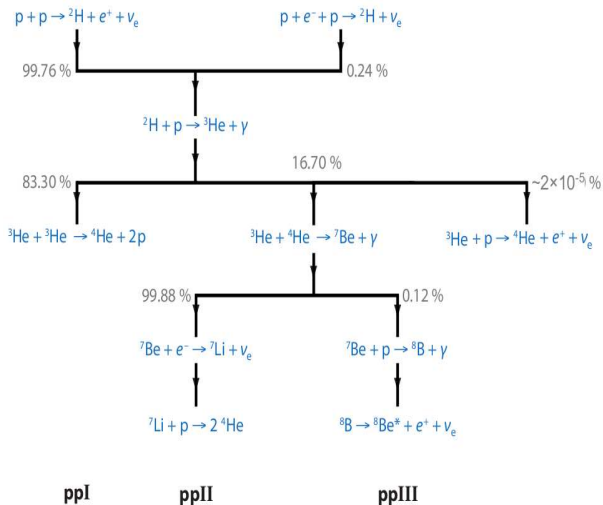 p + p → ²H + e⁺ + νₑ p + e⁻ + p → ²H + νₑ
99.76 % 0.24 %
²H + p → ³He + γ
16.70 %
83.30 % ~2×10⁻⁵ %
³He + ³He → ⁴He + 2p ³He + ⁴He → ⁷Be + γ ³He + p → ⁴He + e⁺ + νₑ
99.88 % 0.12 %
⁷Be + e⁻ → ⁷Li + νₑ ⁷Be + p → ⁸B + γ
⁷Li + p → 2 ⁴He ⁸B → ⁸Be* + e⁺ + νₑ
ppI ppII ppIII